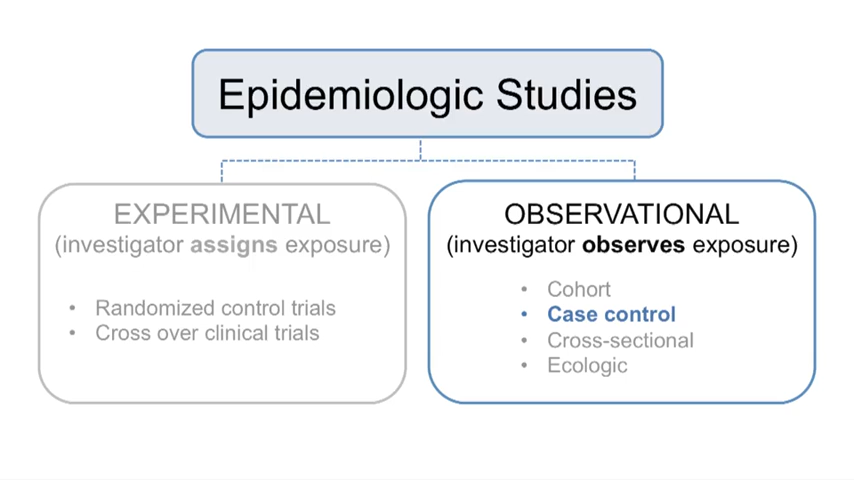 Epidemiologic Studies
EXPERIMENTAL
(investigator assigns exposure)
• Randomized control trials
• Cross over clinical trials
OBSERVATIONAL
(investigator observes exposure)
• Cohort
• Case control
• Cross-sectional
• Ecologic